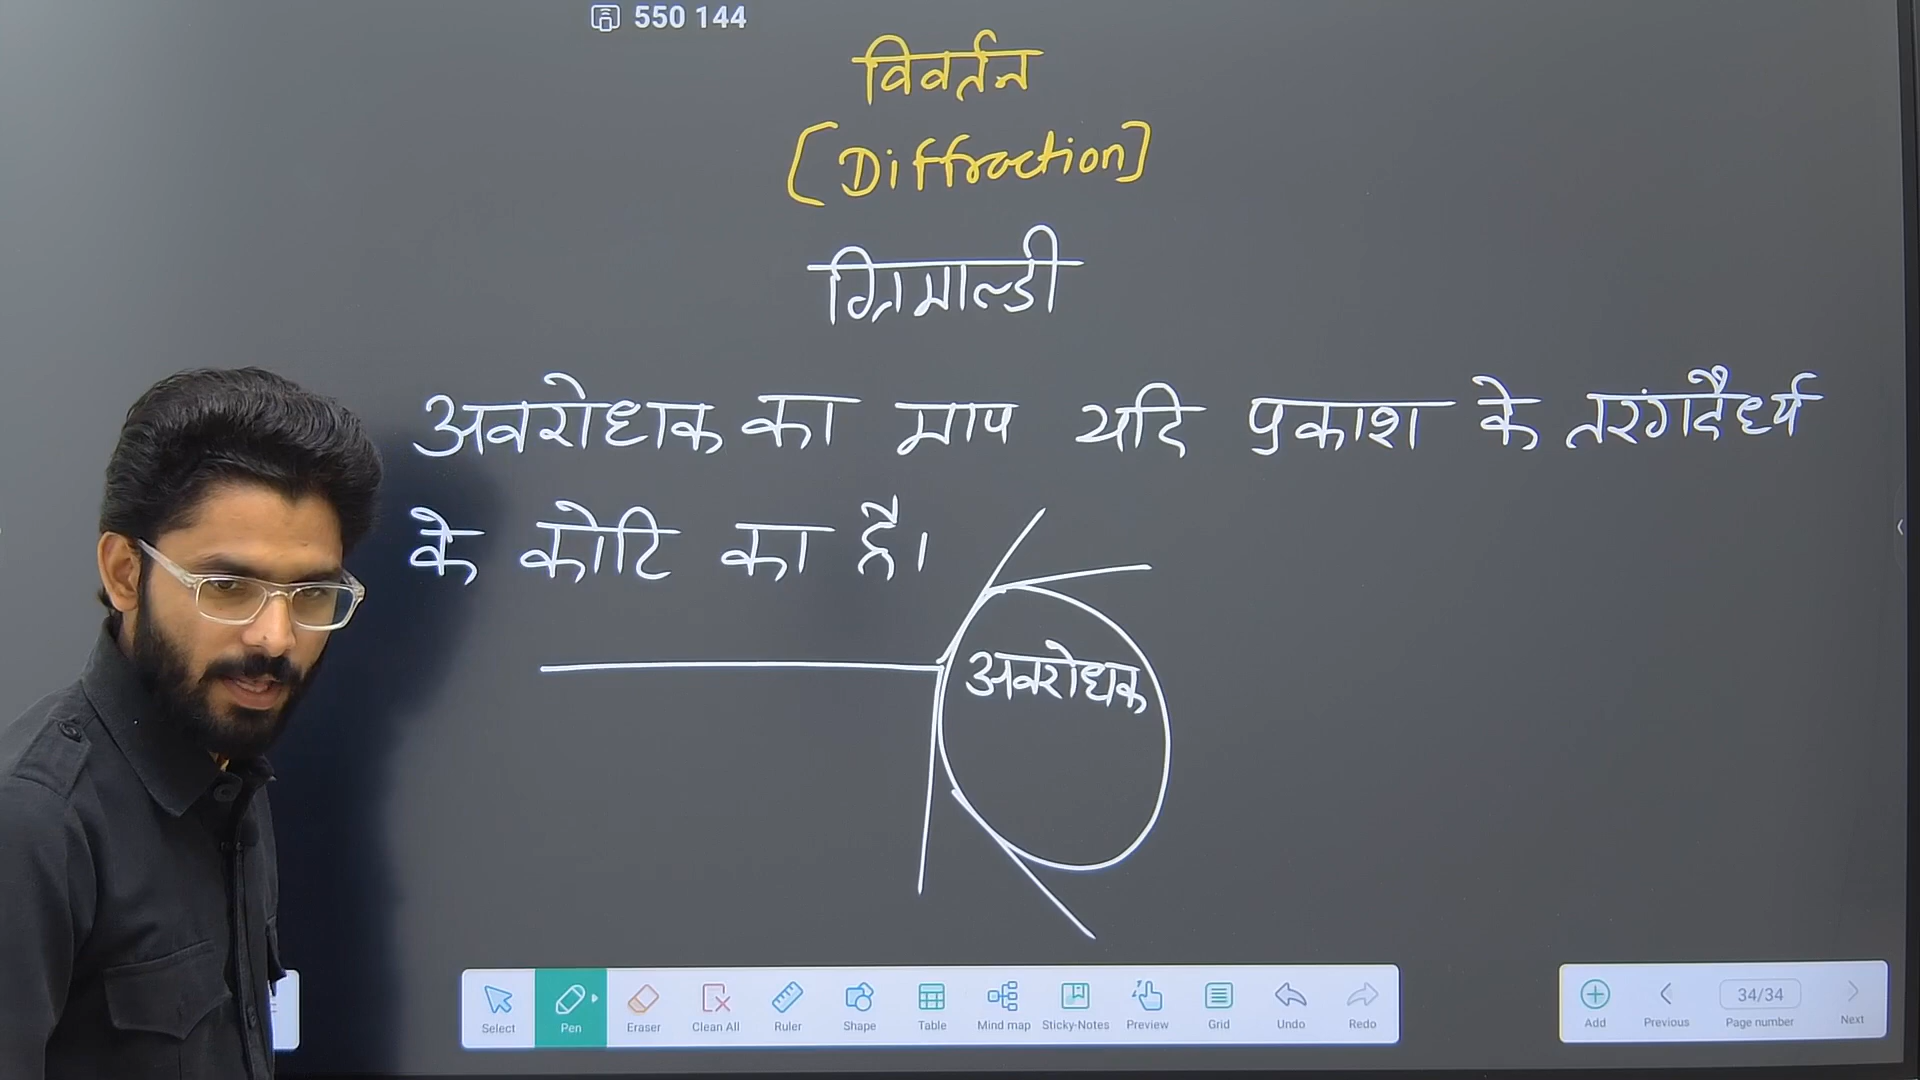 550 144
विवर्तन
[Diffraction]
ग्रिमाल्डी
अवरोधक का माप यदि प्रकाश के तरंगदैर्ध्य
के कोटि का है।
अवरोधक
Select Pen Eraser Clean All Ruler Shape Table Mind map Sticky-Notes Preview Grid Undo Redo
34/34
Add Previous Page number Next